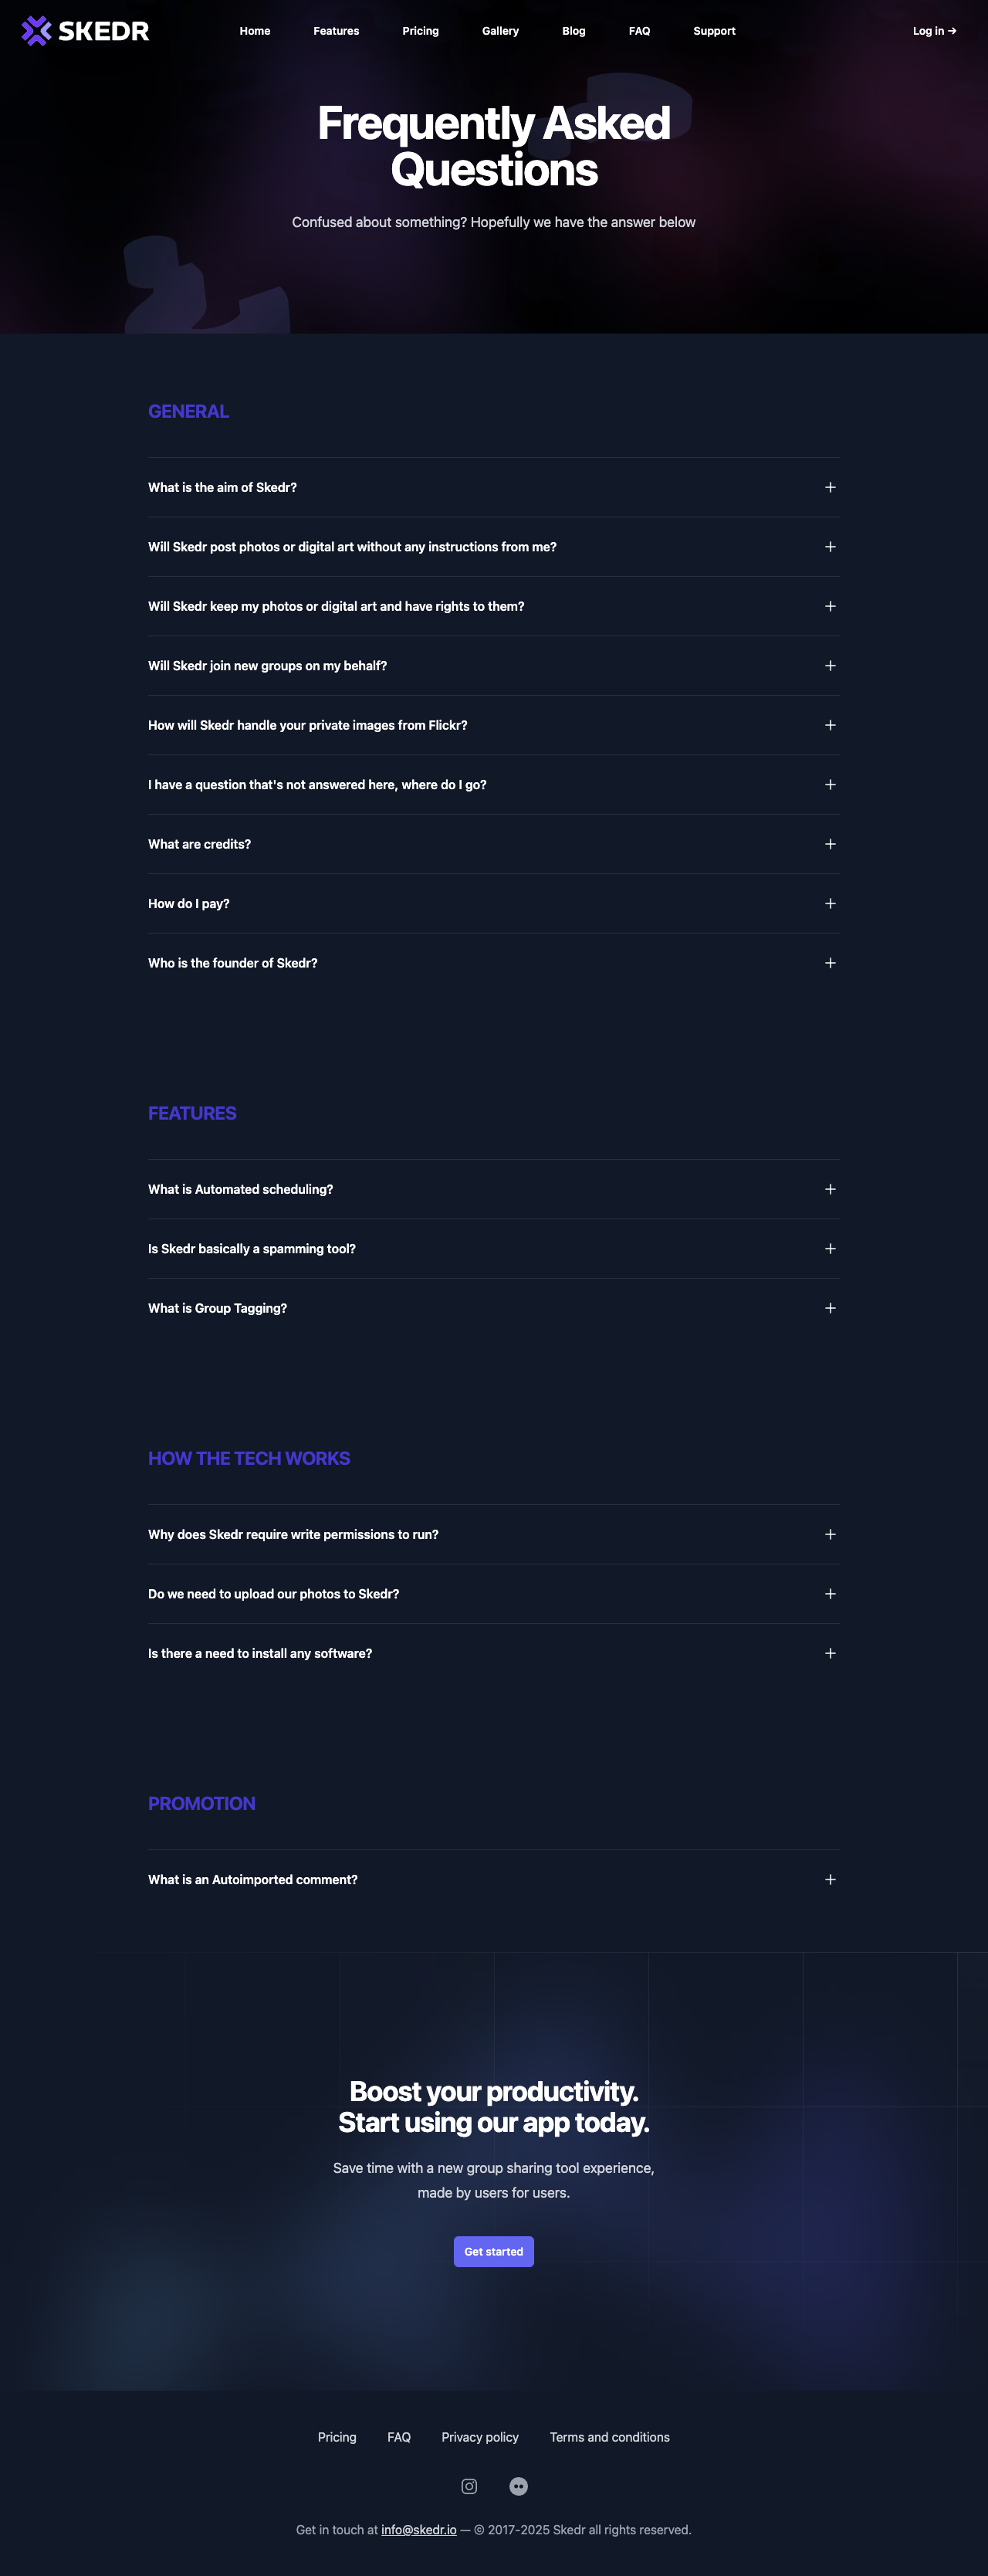 SKEDR
Home
Features
Pricing
Gallery
Blog
FAQ
Support
Log in →
Frequently Asked
Questions
Confused about something? Hopefully we have the answer below
GENERAL
What is the aim of Skedr?
Will Skedr post photos or digital art without any instructions from me?
Will Skedr keep my photos or digital art and have rights to them?
Will Skedr join new groups on my behalf?
How will Skedr handle your private images from Flickr?
I have a question that's not answered here, where do I go?
What are credits?
How do I pay?
Who is the founder of Skedr?
FEATURES
What is Automated scheduling?
Is Skedr basically a spamming tool?
What is Group Tagging?
HOW THE TECH WORKS
Why does Skedr require write permissions to run?
Do we need to upload our photos to Skedr?
Is there a need to install any software?
PROMOTION
What is an Autoimported comment?
Boost your productivity.
Start using our app today.
Save time with a new group sharing tool experience,
made by users for users.
Get started
Pricing
FAQ
Privacy policy
Terms and conditions
Get in touch at info@skedr.io — © 2017-2025 Skedr all rights reserved.